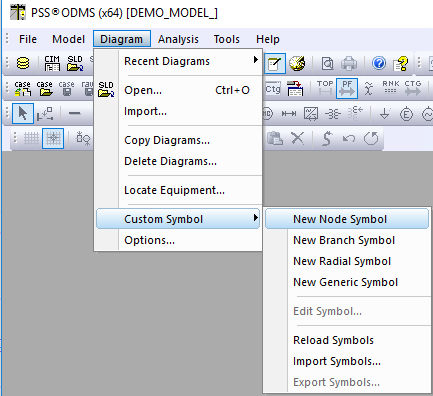 PSS®ODMS (x64) [DEMO_MODEL_]
File Model Diagram Analysis Tools Help
CIM SLD
Recent Diagrams
Open... Ctrl+O
Import...
Copy Diagrams...
Delete Diagrams...
Locate Equipment...
Custom Symbol
Options...
case case case raw SLD
Ctg TOP PF RNK CTG
New Node Symbol
New Branch Symbol
New Radial Symbol
New Generic Symbol
Edit Symbol...
Reload Symbols
Import Symbols...
Export Symbols...